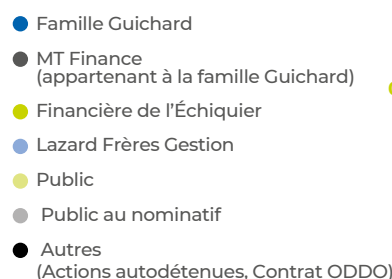 Famille Guichard
MT Finance
(appartenant à la famille Guichard)
Financière de l'Échiquier
Lazard Frères Gestion
Public
Public au nominatif
Autres
(Actions autodétenues, Contrat ODDO)